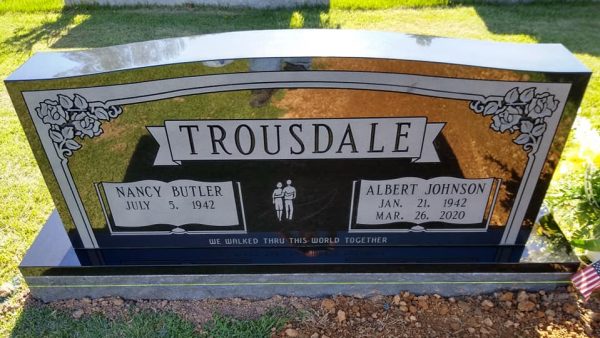 TROUSDALE
NANCY BUTLER
JULY 5, 1942
ALBERT JOHNSON
JAN. 21, 1942
MAR. 26, 2020
WE WALKED THRU THIS WORLD TOGETHER